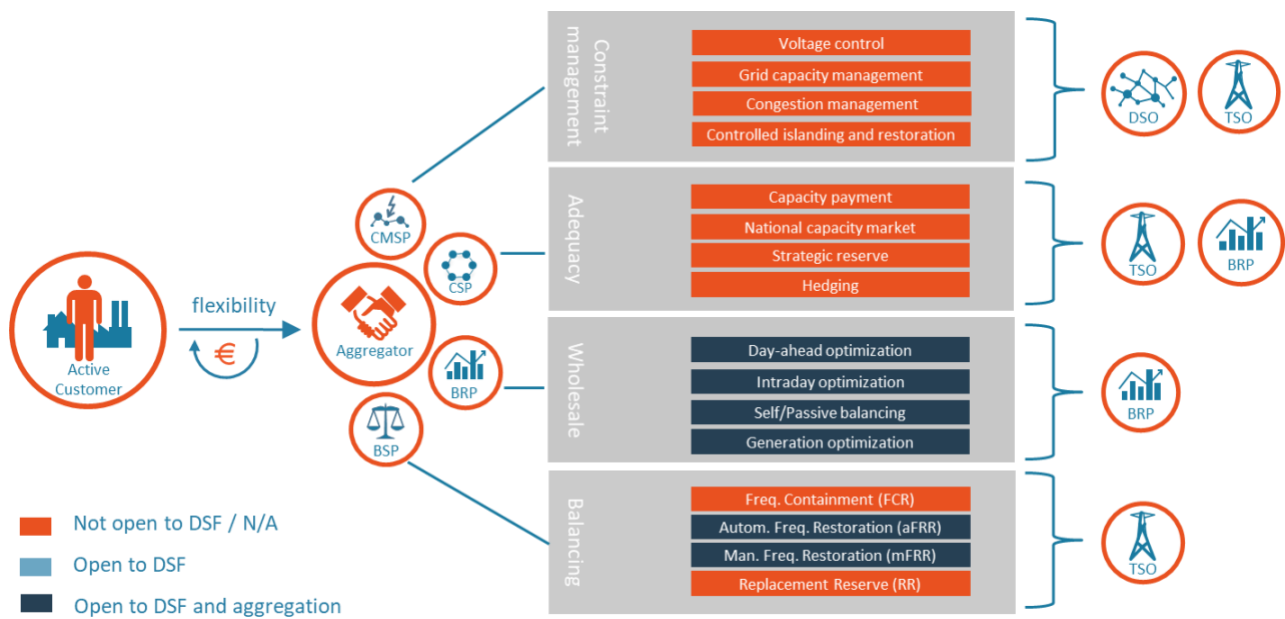 Active
Customer
flexibility
€
Aggregator
CMSP
CSP
BRP
BSP
Constraint
management
Voltage control
Grid capacity management
Congestion management
Controlled islanding and restoration
DSO
TSO
Adequacy
Capacity payment
National capacity market
Strategic reserve
Hedging
TSO
BRP
Wholesale
Day-ahead optimization
Intraday optimization
Self/Passive balancing
Generation optimization
BRP
Balancing
Freq. Containment (FCR)
Autom. Freq. Restoration (aFRR)
Man. Freq. Restoration (mFRR)
Replacement Reserve (RR)
TSO
Not open to DSF / N/A
Open to DSF
Open to DSF and aggregation